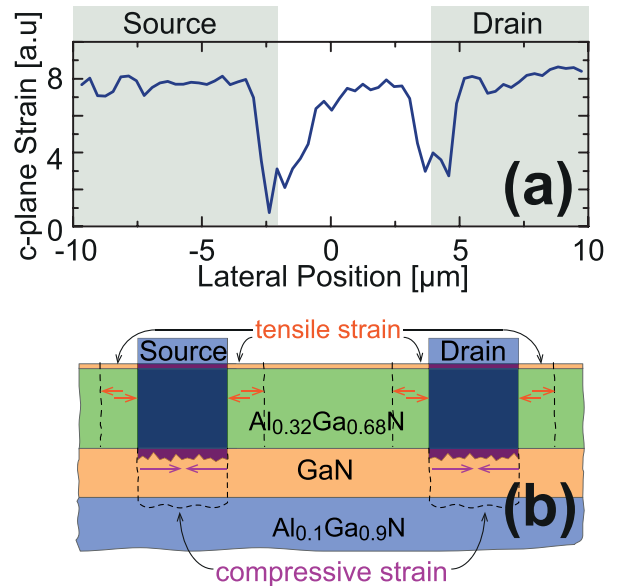 Source Drain
c-plane Strain [a.u]
8
4
0
(a)
-10 -5 0 5 10
Lateral Position [μm]
tensile strain
Source Drain
Al0.32Ga0.68N
GaN
(b)
Al0.1Ga0.9N
compressive strain